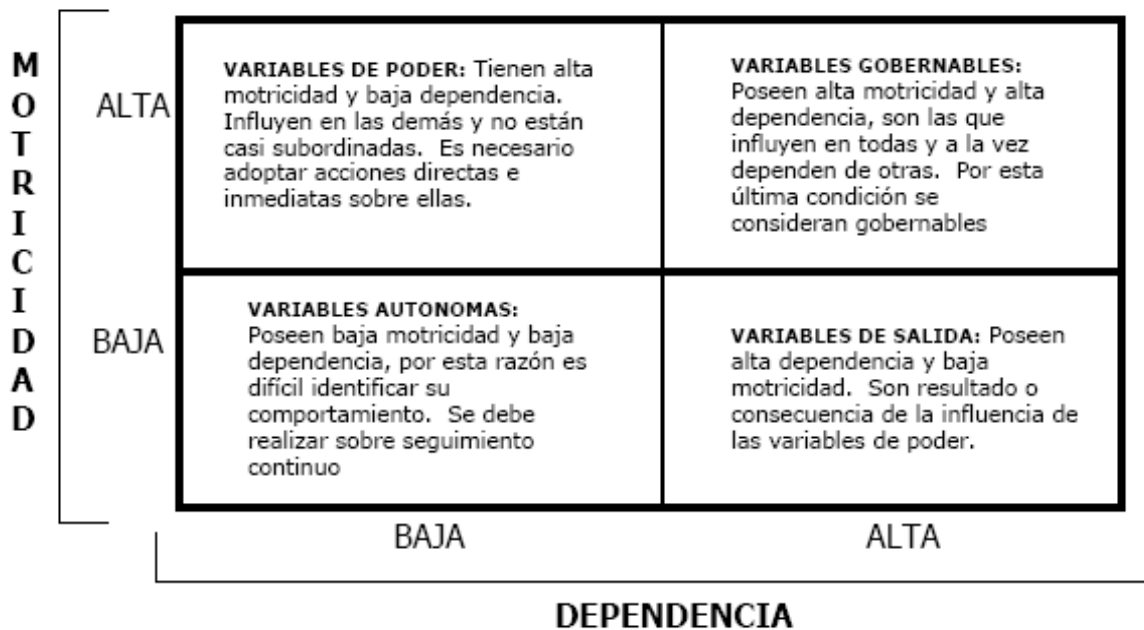 MOTRICIDAD
ALTA
VARIABLES DE PODER: Tienen alta
motricidad y baja dependencia.
Influyen en las demás y no están
casi subordinadas. Es necesario
adoptar acciones directas e
inmediatas sobre ellas.
VARIABLES GOBERNABLES:
Poseen alta motricidad y alta
dependencia, son las que
influyen en todas y a la vez
dependen de otras. Por esta
última condición se
consideran gobernables
BAJA
VARIABLES AUTONOMAS:
Poseen baja motricidad y baja
dependencia, por esta razón es
difícil identificar su
comportamiento. Se debe
realizar sobre seguimiento
continuo
VARIABLES DE SALIDA: Poseen
alta dependencia y baja
motricidad. Son resultado o
consecuencia de la influencia de
las variables de poder.
BAJA
ALTA
DEPENDENCIA